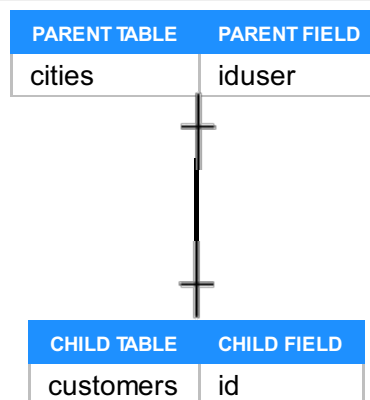 PARENT TABLE PARENT FIELD
cities iduser
CHILD TABLE CHILD FIELD
customers id